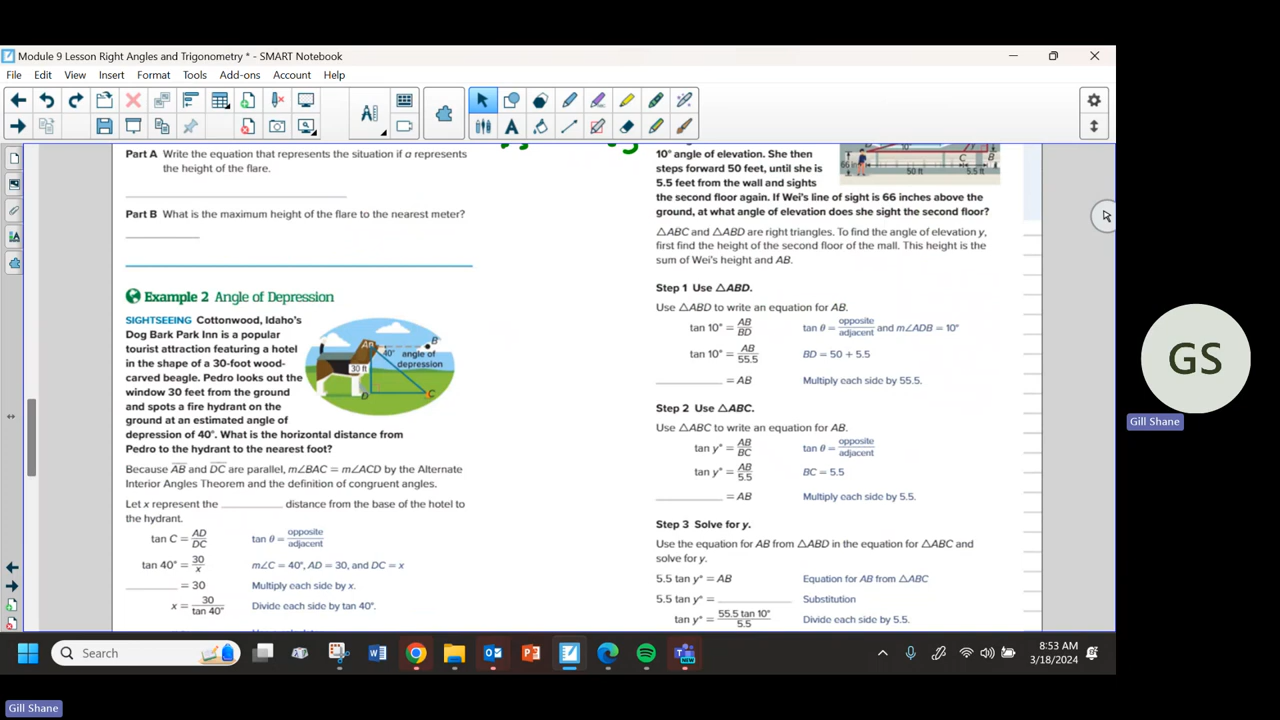 Module 9 Lesson Right Angles and Trigonometry * - SMART Notebook
File Edit View Insert Format Tools Add-ons Account Help
Part A Write the equation that represents the situation if a represents
the height of the flare.
Part B What is the maximum height of the flare to the nearest meter?
Example 2 Angle of Depression
SIGHTSEEING Cottonwood, Idaho's
Dog Bark Park Inn is a popular
tourist attraction featuring a hotel
in the shape of a 30-foot wood-
carved beagle. Pedro looks out the
window 30 feet from the ground
and spots a fire hydrant on the
ground at an estimated angle of
depression of 40°. What is the horizontal distance from
Pedro to the hydrant to the nearest foot?
A
B
40° angle of
depression
30 ft
D
C
Because AB and DC are parallel, m∠BAC = m∠ACD by the Alternate
Interior Angles Theorem and the definition of congruent angles.
Let x represent the __________ distance from the base of the hotel to
the hydrant.
tan C = AD/DC tan θ = opposite/adjacent
tan 40° = 30/x m∠C = 40°, AD = 30, and DC = x
________ = 30 Multiply each side by x.
x = 30/tan 40° Divide each side by tan 40°.
10° angle of elevation. She then
steps forward 50 feet, until she is
5.5 feet from the wall and sights
the second floor again. If Wei's line of sight is 66 inches above the
ground, at what angle of elevation does she sight the second floor?
C
B
50 ft
5.5 ft
△ABC and △ABD are right triangles. To find the angle of elevation y,
first find the height of the second floor of the mall. This height is the
sum of Wei's height and AB.
Step 1 Use △ABD.
Use △ABD to write an equation for AB.
tan 10° = AB/BD tan θ = opposite/adjacent and m∠ADB = 10°
tan 10° = AB/55.5 BD = 50 + 5.5
__________ = AB Multiply each side by 55.5.
Step 2 Use △ABC.
Use △ABC to write an equation for AB.
tan y° = AB/BC tan θ = opposite/adjacent
tan y° = AB/5.5 BC = 5.5
__________ = AB Multiply each side by 5.5.
Step 3 Solve for y.
Use the equation for AB from △ABD in the equation for △ABC and
solve for y.
5.5 tan y° = AB Equation for AB from △ABC
5.5 tan y° = __________ Substitution
tan y° = 55.5 tan 10°/5.5 Divide each side by 5.5.
GS
Gill Shane
Search
8:53 AM
3/18/2024
Gill Shane